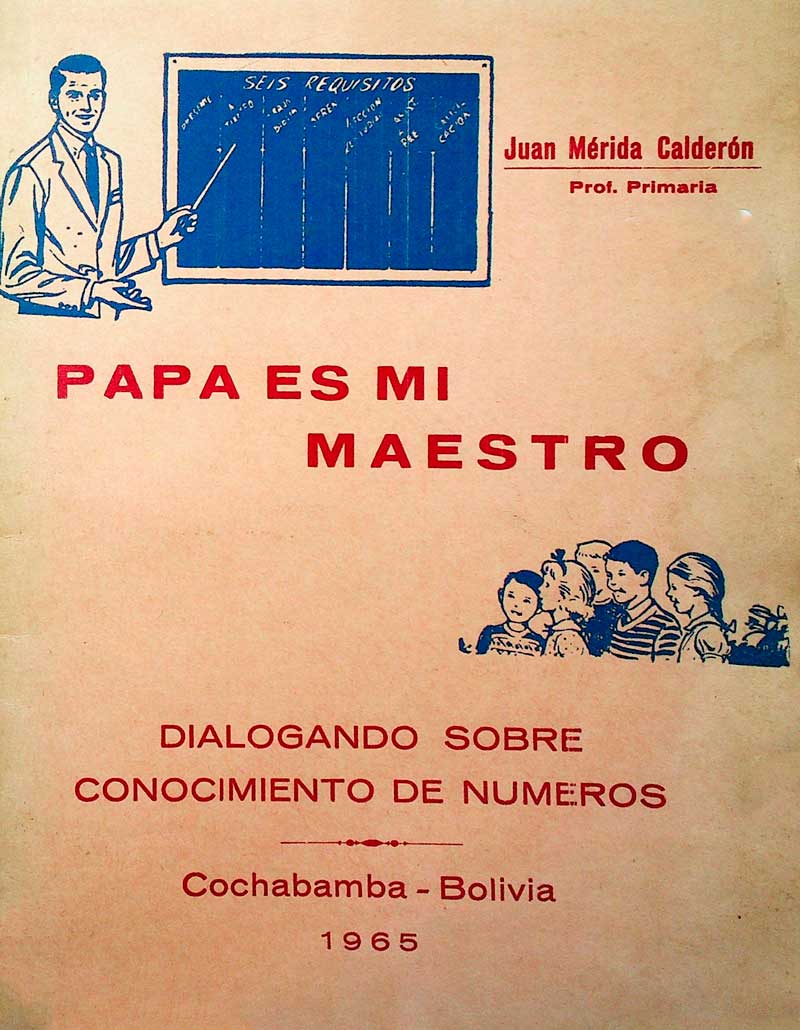 SEIS REQUISITOS
PRESENTE
Juan Mérida Calderón
Prof. Primaria
PAPA ES MI
MAESTRO
DIALOGANDO SOBRE
CONOCIMIENTO DE NUMEROS
Cochabamba - Bolivia
1965